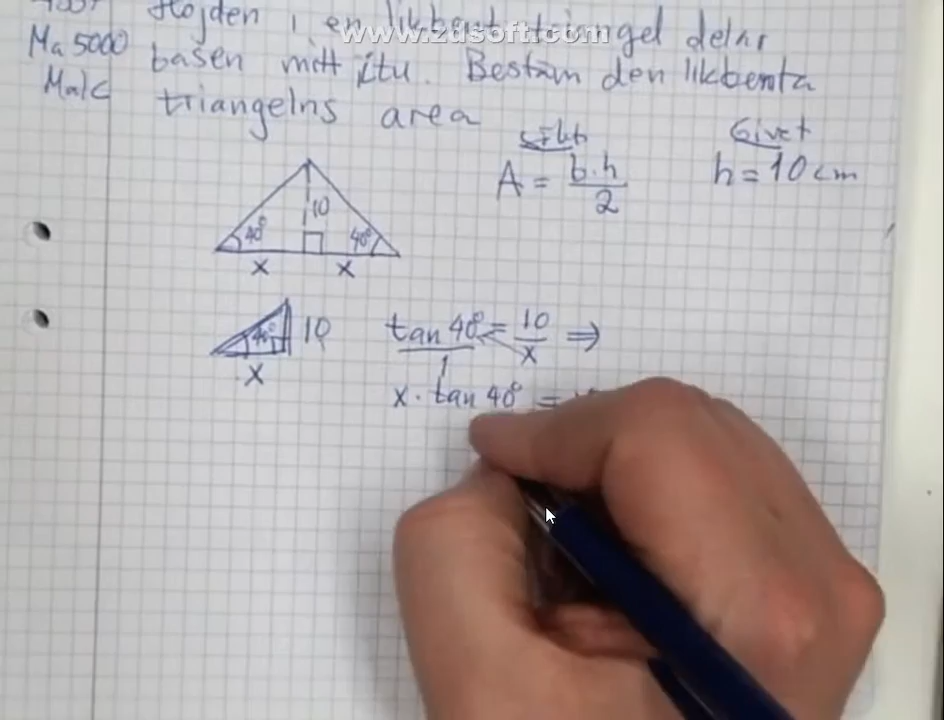 Höjden i en likbent triangel delar
www.zdsoft.com
Ma 5000 basen mitt itu. Bestäm den likbenta
Ma1c triangelns area
Sökt Givet
A = b·h / 2 h = 10 cm
10
40° 40°
x x
40° 10
x
tan 40° = 10 / x ⇒
1
x · tan 40° =